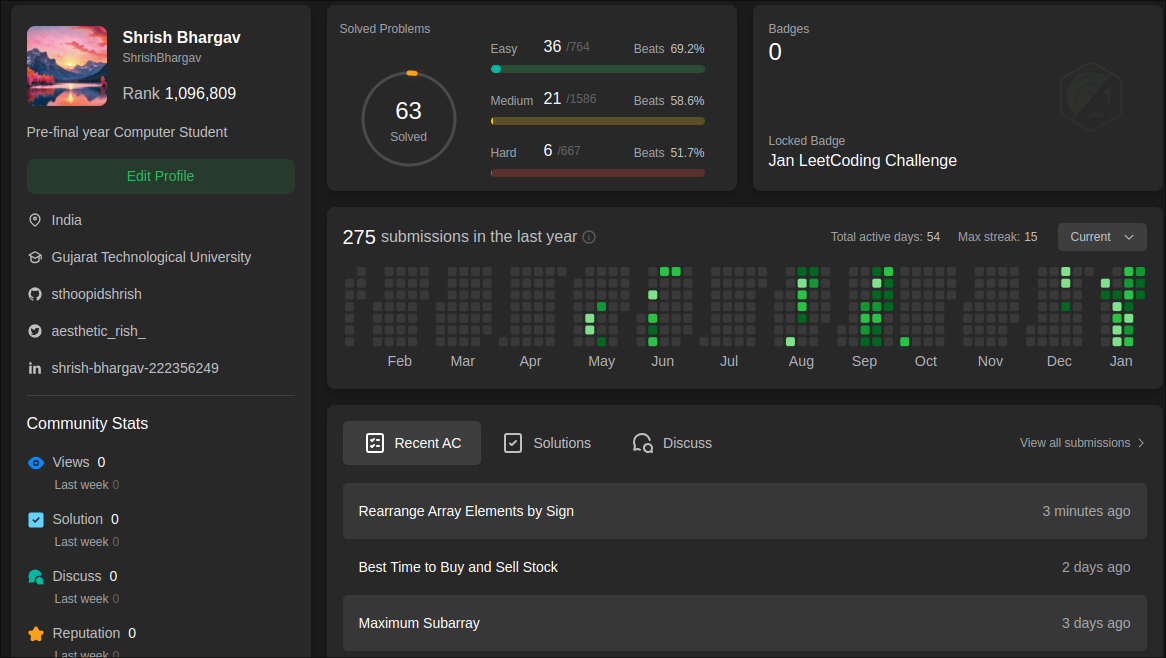 Shrish Bhargav
ShrishBhargav
Rank 1,096,809
Pre-final year Computer Student
Edit Profile
India
Gujarat Technological University
sthoopidshrish
aesthetic_rish_
shrish-bhargav-222356249
Community Stats
Views 0
Last week 0
Solution 0
Last week 0
Discuss 0
Last week 0
Reputation 0
Last week 0
Solved Problems
63
Solved
Easy 36 /764 Beats 69.2%
Medium 21 /1586 Beats 58.6%
Hard 6 /667 Beats 51.7%
Badges
0
Locked Badge
Jan LeetCoding Challenge
275 submissions in the last year
Total active days: 54 Max streak: 15 Current
Feb Mar Apr May Jun Jul Aug Sep Oct Nov Dec Jan
Recent AC Solutions Discuss View all submissions
Rearrange Array Elements by Sign 3 minutes ago
Best Time to Buy and Sell Stock 2 days ago
Maximum Subarray 3 days ago